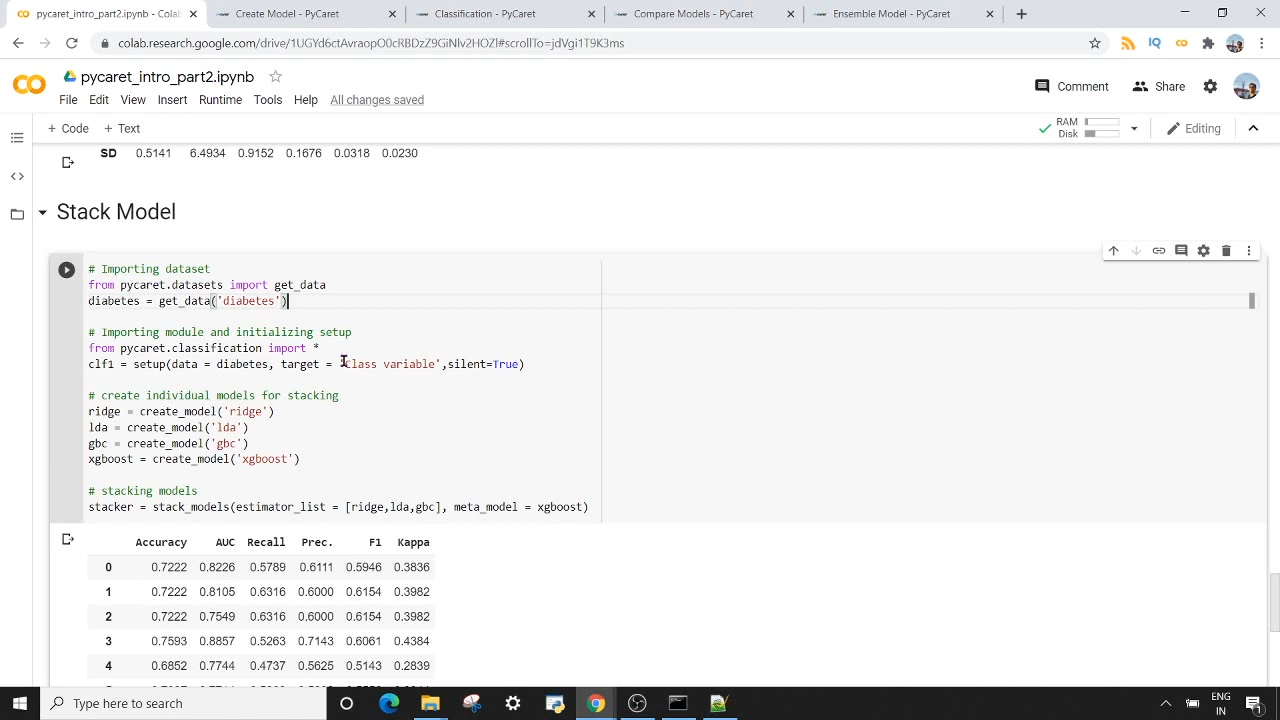 pycaret_intro_part2.ipynb - Colab
Create Model - PyCaret
Classification - PyCaret
Compare Models - PyCaret
Ensemble Model - PyCaret
colab.research.google.com/drive/1UGYd6ctAvraopO0cRBDzZ9GiNv2HOZl#scrollTo=jdVgi1T9K3ms
IQ
pycaret_intro_part2.ipynb
File Edit View Insert Runtime Tools Help All changes saved
Comment
Share
+ Code + Text
RAM
Disk
Editing
SD 0.5141 6.4934 0.9152 0.1676 0.0318 0.0230
Stack Model
# Importing dataset
from pycaret.datasets import get_data
diabetes = get_data('diabetes')
# Importing module and initializing setup
from pycaret.classification import *
clf1 = setup(data = diabetes, target = 'Class variable',silent=True)
# create individual models for stacking
ridge = create_model('ridge')
lda = create_model('lda')
gbc = create_model('gbc')
xgboost = create_model('xgboost')
# stacking models
stacker = stack_models(estimator_list = [ridge,lda,gbc], meta_model = xgboost)
Accuracy AUC Recall Prec. F1 Kappa
0 0.7222 0.8226 0.5789 0.6111 0.5946 0.3836
1 0.7222 0.8105 0.6316 0.6000 0.6154 0.3982
2 0.7222 0.7549 0.6316 0.6000 0.6154 0.3982
3 0.7593 0.8857 0.5263 0.7143 0.6061 0.4384
4 0.6852 0.7744 0.4737 0.5625 0.5143 0.2839
Type here to search
ENG
IN